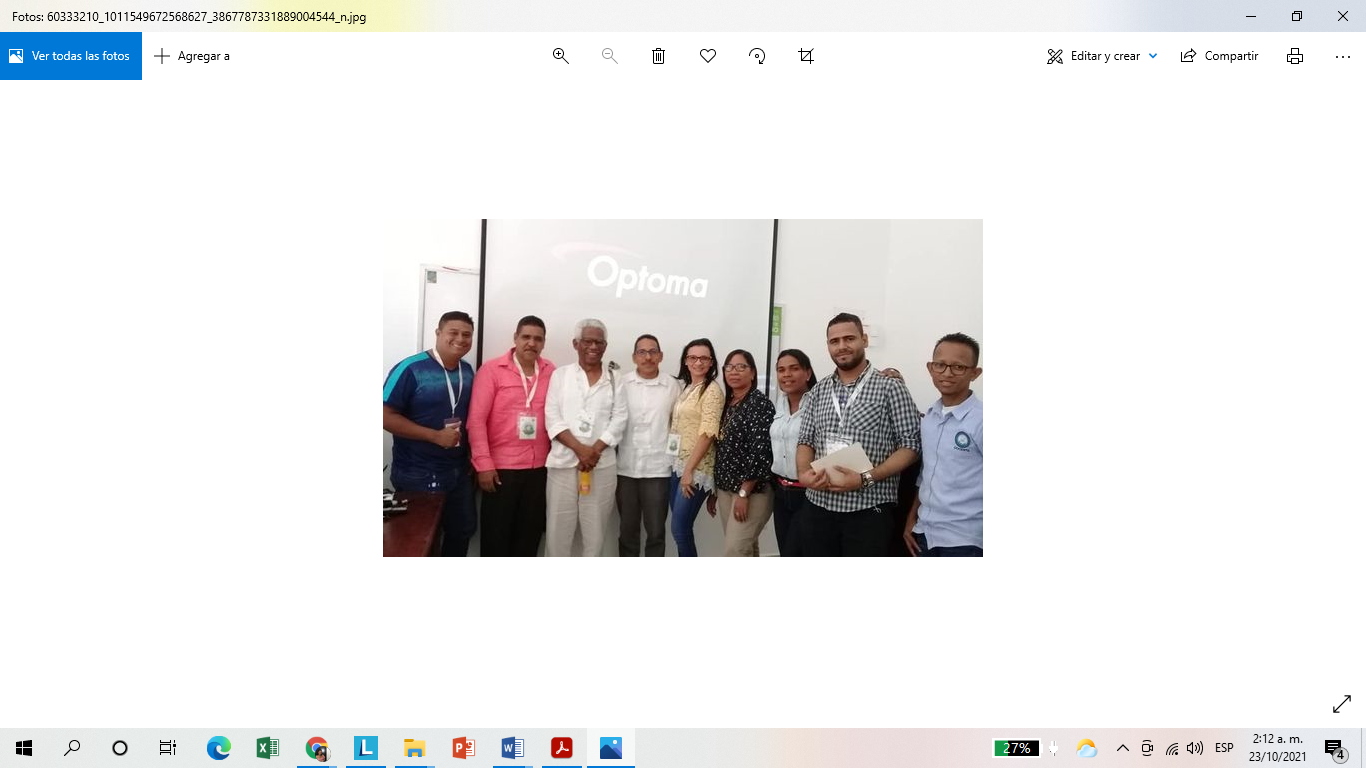 Fotos: 60333210_1011549672568627_3867787331889004544_n.jpg
Ver todas las fotos
Agregar a
Editar y crear
Compartir
Optoma
27%
ESP
2:12 a. m.
23/10/2021
4